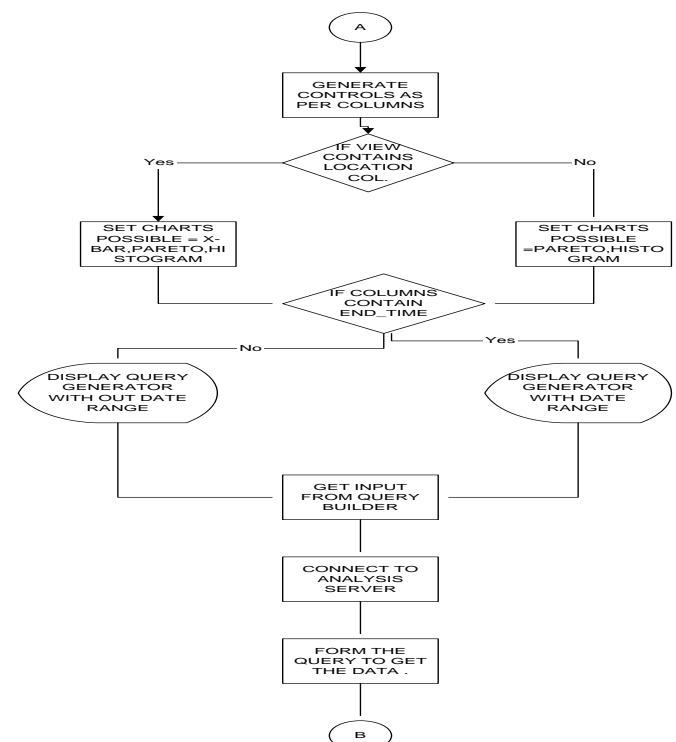 A
GENERATE
CONTROLS AS
PER COLUMNS
IF VIEW
CONTAINS
LOCATION
COL.
Yes
No
SET CHARTS
POSSIBLE = X-
BAR,PARETO,HI
STOGRAM
SET CHARTS
POSSIBLE
=PARETO,HISTO
GRAM
IF COLUMNS
CONTAIN
END_TIME
No
Yes
DISPLAY QUERY
GENERATOR
WITH OUT DATE
RANGE
DISPLAY QUERY
GENERATOR
WITH DATE
RANGE
GET INPUT
FROM QUERY
BUILDER
CONNECT TO
ANALYSIS
SERVER
FORM THE
QUERY TO GET
THE DATA .
B